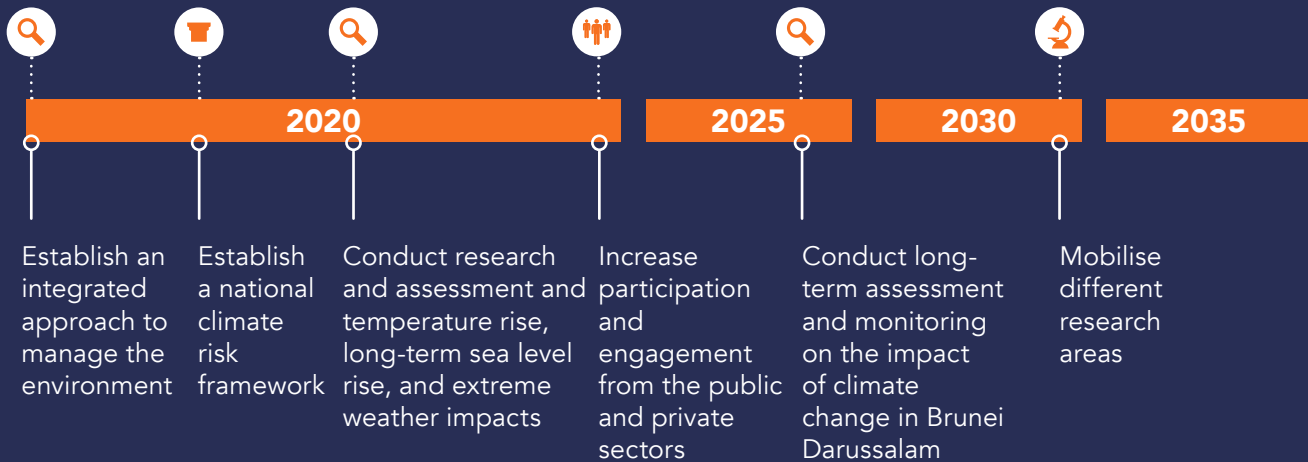 2020
2025
2030
2035
Establish an
integrated
approach to
manage the
environment
Establish
a national
climate
risk
framework
Conduct research
and assessment and
temperature rise,
long-term sea level
rise, and extreme
weather impacts
Increase
participation
and
engagement
from the public
and private
sectors
Conduct long-
term assessment
and monitoring
on the impact
of climate
change in Brunei
Darussalam
Mobilise
different
research
areas